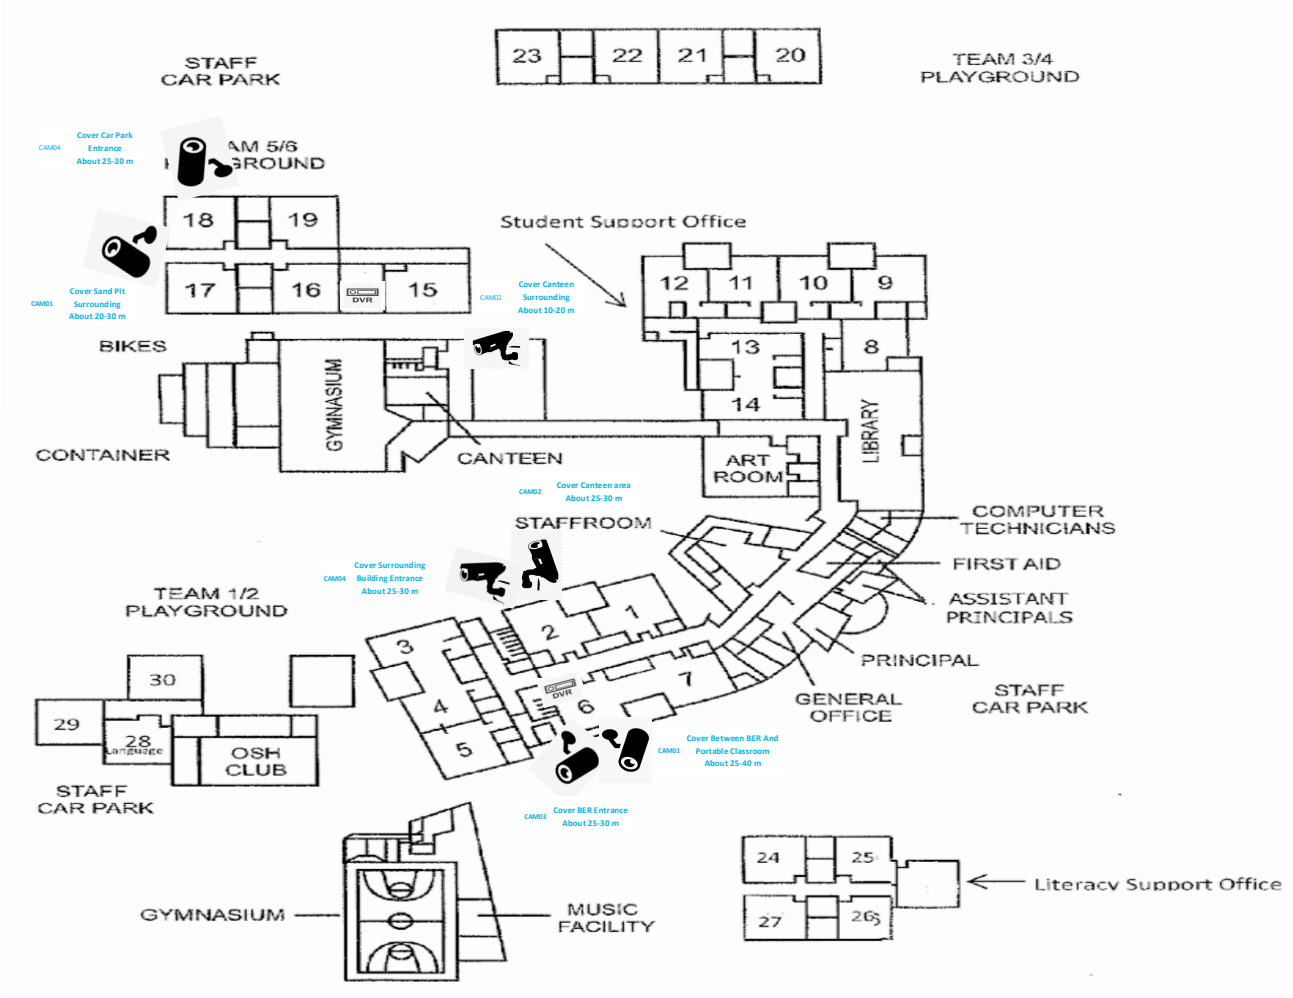 23
22
21
20
STAFF
CAR PARK
TEAM 3/4
PLAYGROUND
CAM04
Cover Car Park
Entrance
About 25-30 m
AM 5/6
GROUND
18
19
Student Support Office
17
16
DVR
15
CAM01
Cover Sand Pit
Surrounding
About 20-30 m
CAM02
Cover Canteen
Surrounding
About 10-20 m
12
11
10
9
BIKES
GYMNASIUM
13
8
14
LIBRARY
CONTAINER
CANTEEN
ART
ROOM
CAM02
Cover Canteen area
About 25-30 m
STAFFROOM
COMPUTER
TECHNICIANS
CAM04
Cover Surrounding
Building Entrance
About 25-30 m
FIRST AID
TEAM 1/2
PLAYGROUND
ASSISTANT
PRINCIPALS
3
2
1
PRINCIPAL
30
4
DVR
6
7
GENERAL
OFFICE
STAFF
CAR PARK
29
28
Language
OSH
CLUB
5
CAM01
Cover Between BER And
Portable Classroom
About 25-40 m
STAFF
CAR PARK
CAM03
Cover BER Entrance
About 25-30 m
24
25
Literacy Support Office
GYMNASIUM
MUSIC
FACILITY
27
26